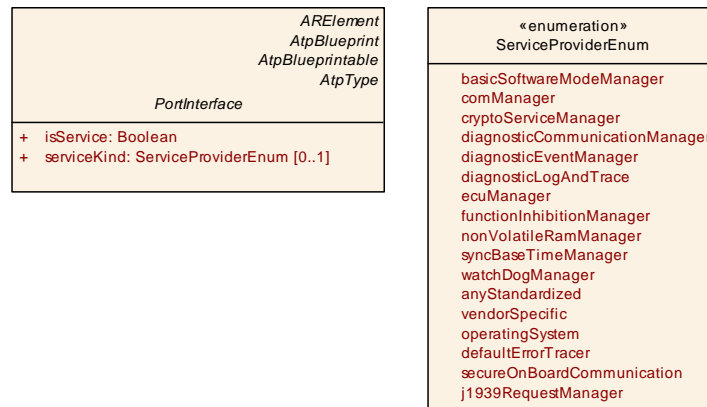 ARElement
AtpBlueprint
AtpBlueprintable
AtpType
PortInterface
+ isService: Boolean
+ serviceKind: ServiceProviderEnum [0..1]
«enumeration»
ServiceProviderEnum
basicSoftwareModeManager
comManager
cryptoServiceManager
diagnosticCommunicationManager
diagnosticEventManager
diagnosticLogAndTrace
ecuManager
functionInhibitionManager
nonVolatileRamManager
syncBaseTimeManager
watchDogManager
anyStandardized
vendorSpecific
operatingSystem
defaultErrorTracer
secureOnBoardCommunication
j1939RequestManager